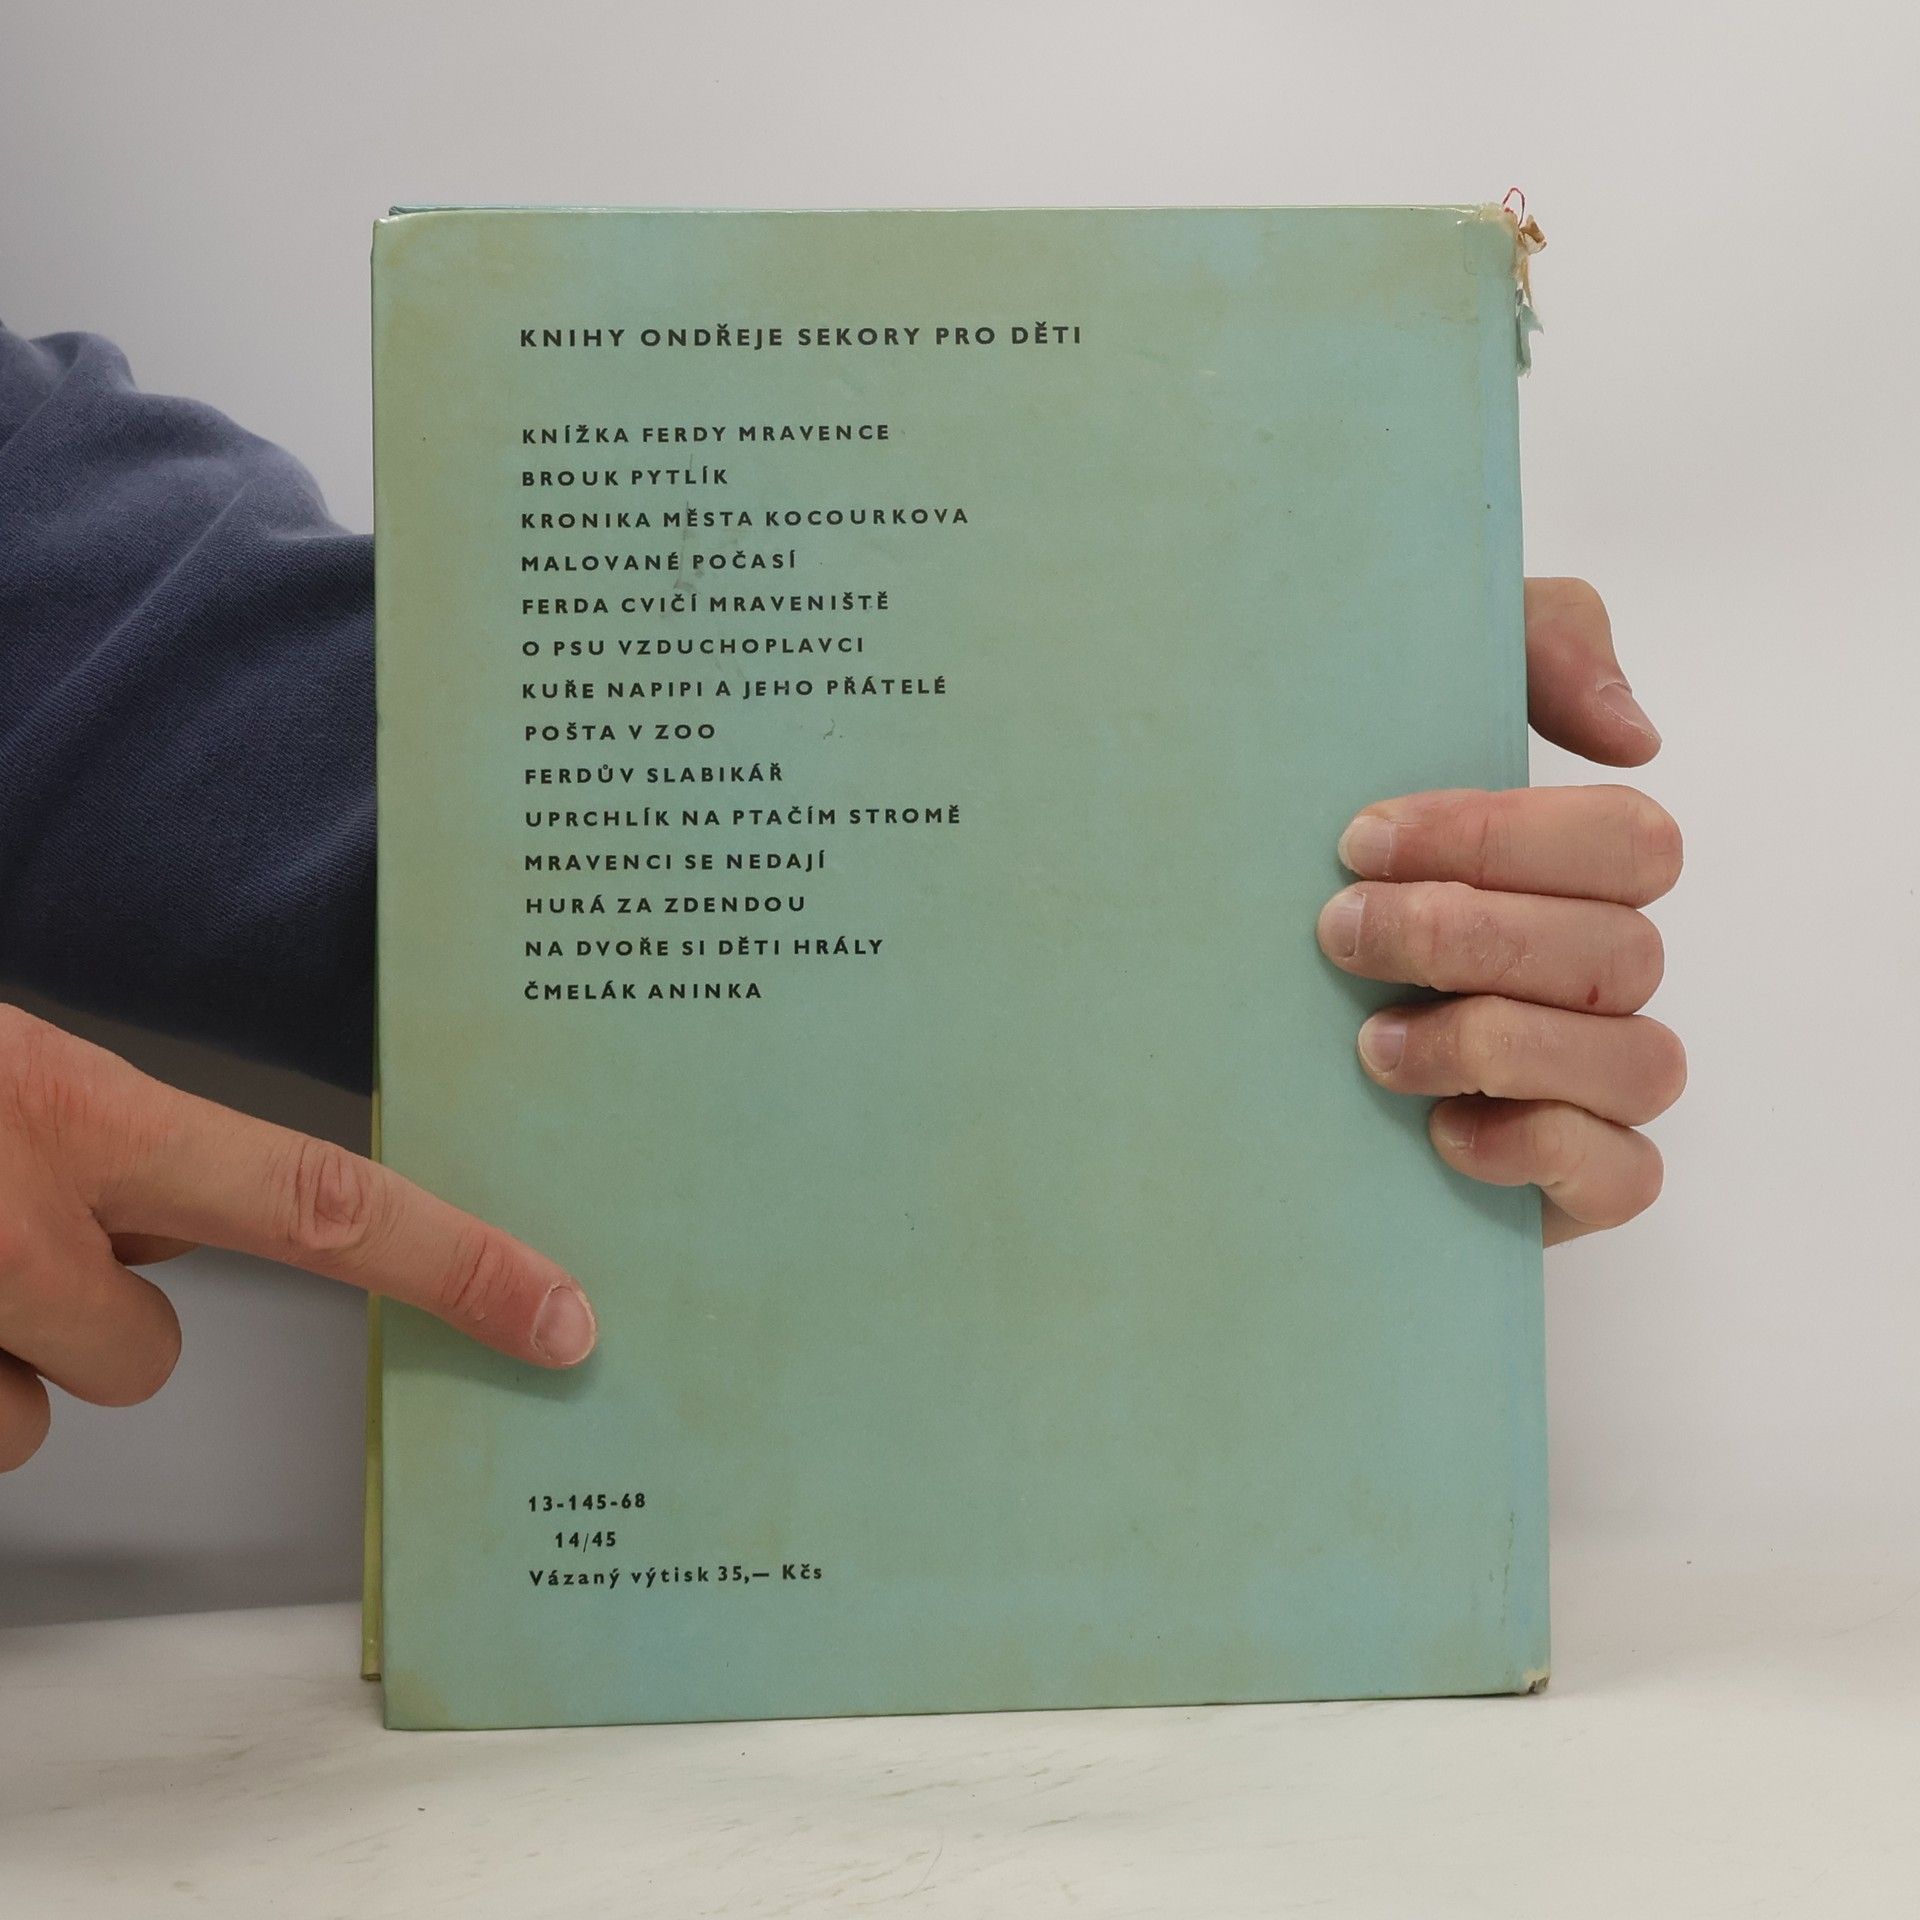 KNIHY ONDŘEJE SEKORY PRO DĚTI
KNÍŽKA FERDY MRAVENCE
BROUK PYTLÍK
KRONIKA MĚSTA KOCOURKOVA
MALOVANÉ POČASÍ
FERDA CVIČÍ MRAVENIŠTĚ
O PSU VZDUCHOPLAVCI
KUŘE NAPIPI A JEHO PŘÁTELÉ
POŠTA V ZOO
FERDŮV SLABIKÁŘ
UPRCHLÍK NA PTAČÍM STROMĚ
MRAVENCI SE NEDAJÍ
HURÁ ZA ZDENDOU
NA DVOŘE SI DĚTI HRÁLY
ČMELÁK ANINKA
13-145-68
14/45
Vázaný výtisk 35,— Kčs